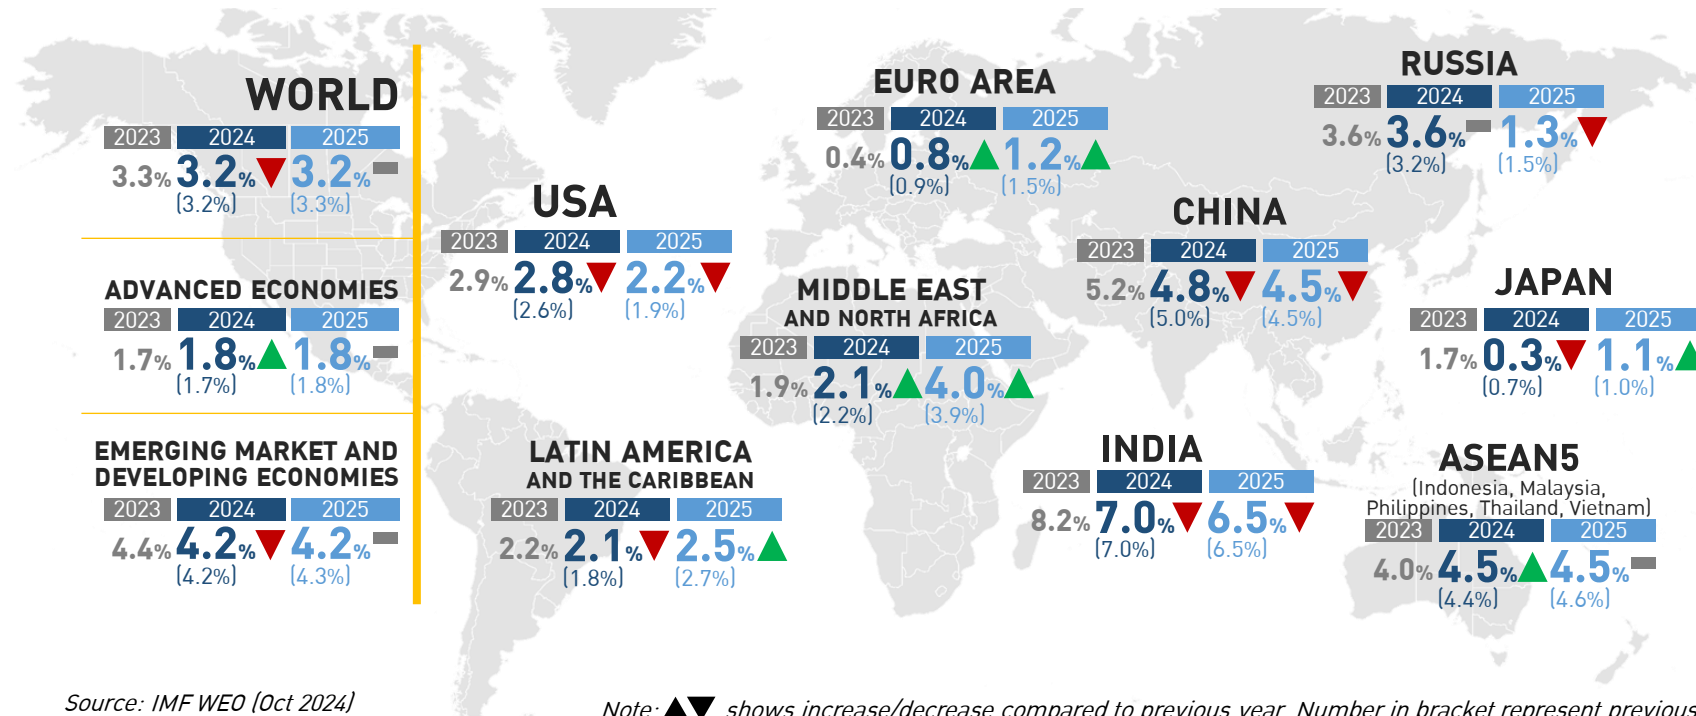 WORLD
2023 2024 2025
3.3% 3.2% 3.2%
(3.2%) (3.3%)
ADVANCED ECONOMIES
2023 2024 2025
1.7% 1.8% 1.8%
(1.7%) (1.8%)
EMERGING MARKET AND
DEVELOPING ECONOMIES
2023 2024 2025
4.4% 4.2% 4.2%
(4.2%) (4.3%)
USA
2023 2024 2025
2.9% 2.8% 2.2%
(2.6%) (1.9%)
LATIN AMERICA
AND THE CARIBBEAN
2023 2024 2025
2.2% 2.1% 2.5%
(1.8%) (2.7%)
EURO AREA
2023 2024 2025
0.4% 0.8% 1.2%
(0.9%) (1.5%)
MIDDLE EAST
AND NORTH AFRICA
2023 2024 2025
1.9% 2.1% 4.0%
(2.2%) (3.9%)
RUSSIA
2023 2024 2025
3.6% 3.6% 1.3%
(3.2%) (1.5%)
CHINA
2023 2024 2025
5.2% 4.8% 4.5%
(5.0%) (4.5%)
JAPAN
2023 2024 2025
1.7% 0.3% 1.1%
(0.7%) (1.0%)
INDIA
2023 2024 2025
8.2% 7.0% 6.5%
(7.0%) (6.5%)
ASEAN5
(Indonesia, Malaysia,
Philippines, Thailand, Vietnam)
2023 2024 2025
4.0% 4.5% 4.5%
(4.4%) (4.6%)
Source: IMF WEO (Oct 2024)
Note: ▲▼ shows increase/decrease compared to previous year. Number in bracket represent previous